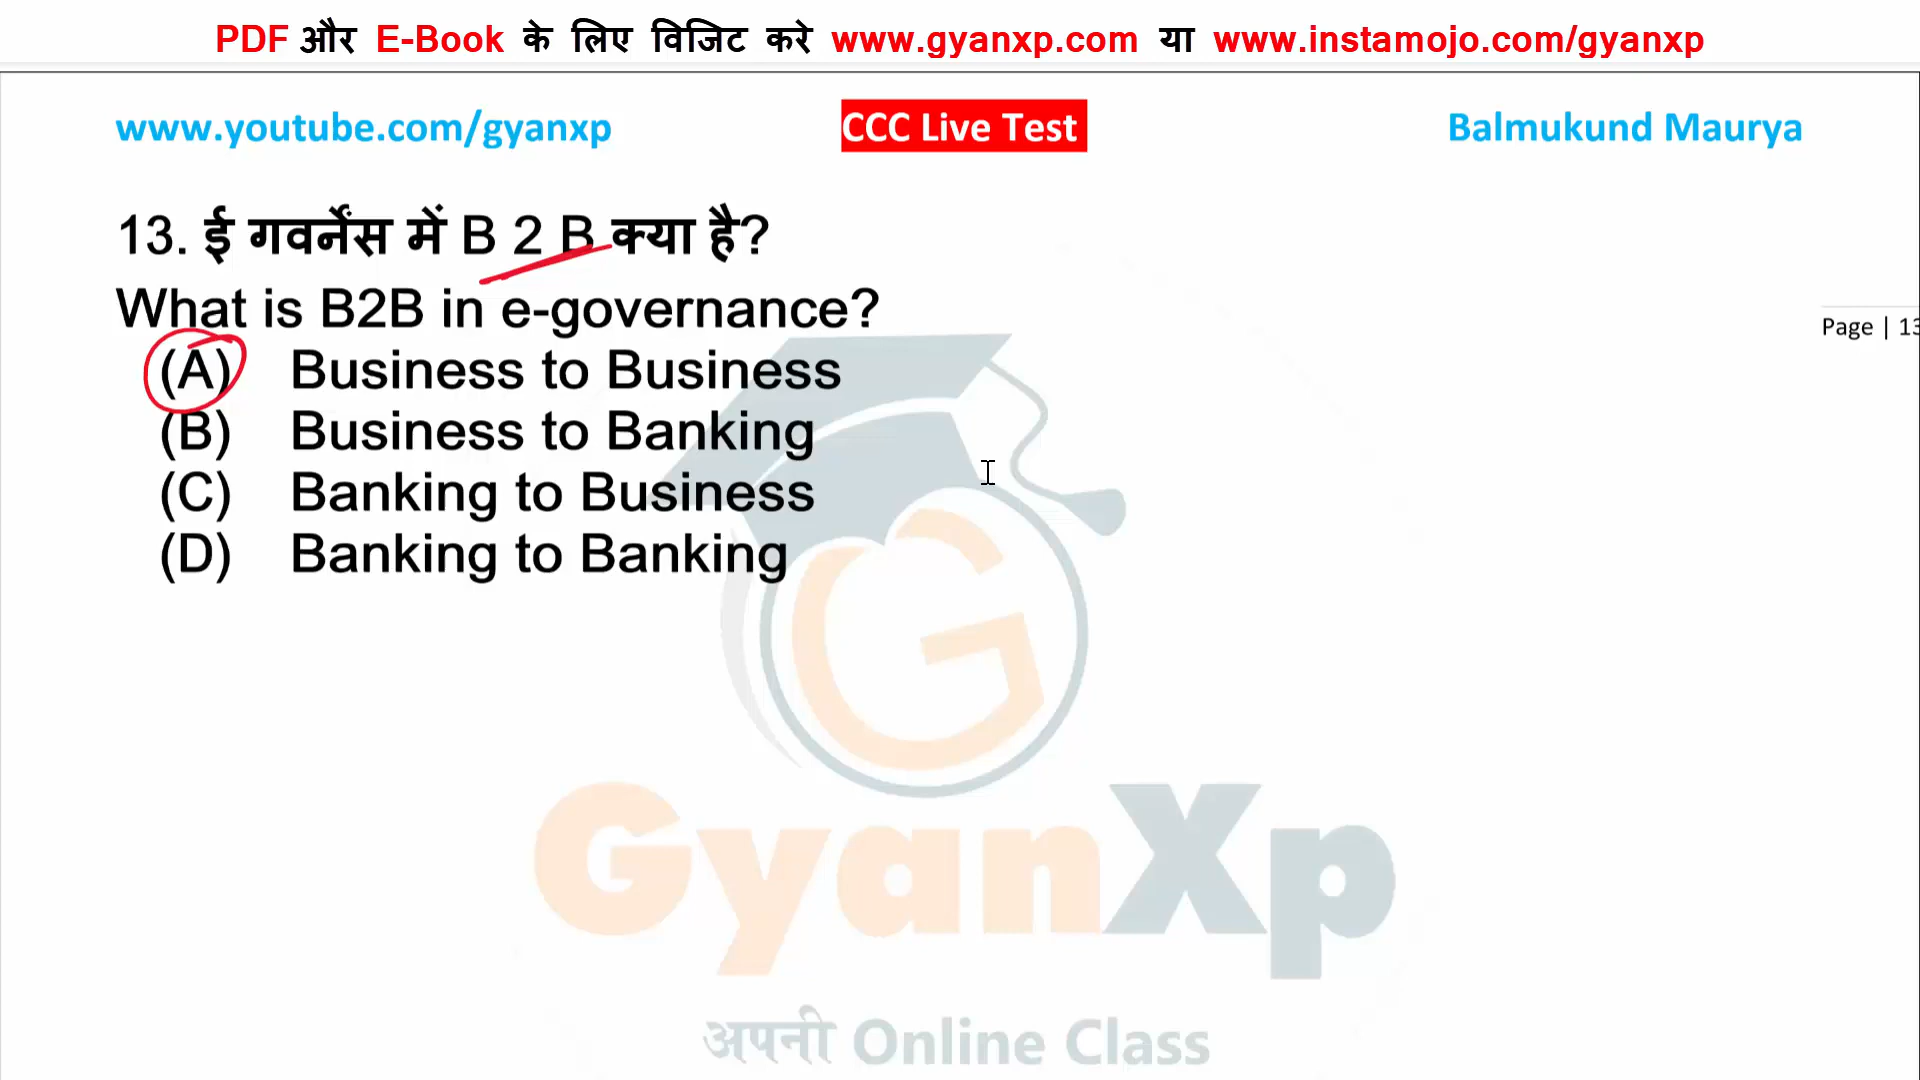 PDF और E-Book के लिए विजिट करे www.gyanxp.com या www.instamojo.com/gyanxp
www.youtube.com/gyanxp CCC Live Test Balmukund Maurya
13. ई गवर्नेंस में B 2 B क्या है?
What is B2B in e-governance?
Page | 13
(A) Business to Business
(B) Business to Banking
(C) Banking to Business
(D) Banking to Banking
GyanXp
अपनी Online Class